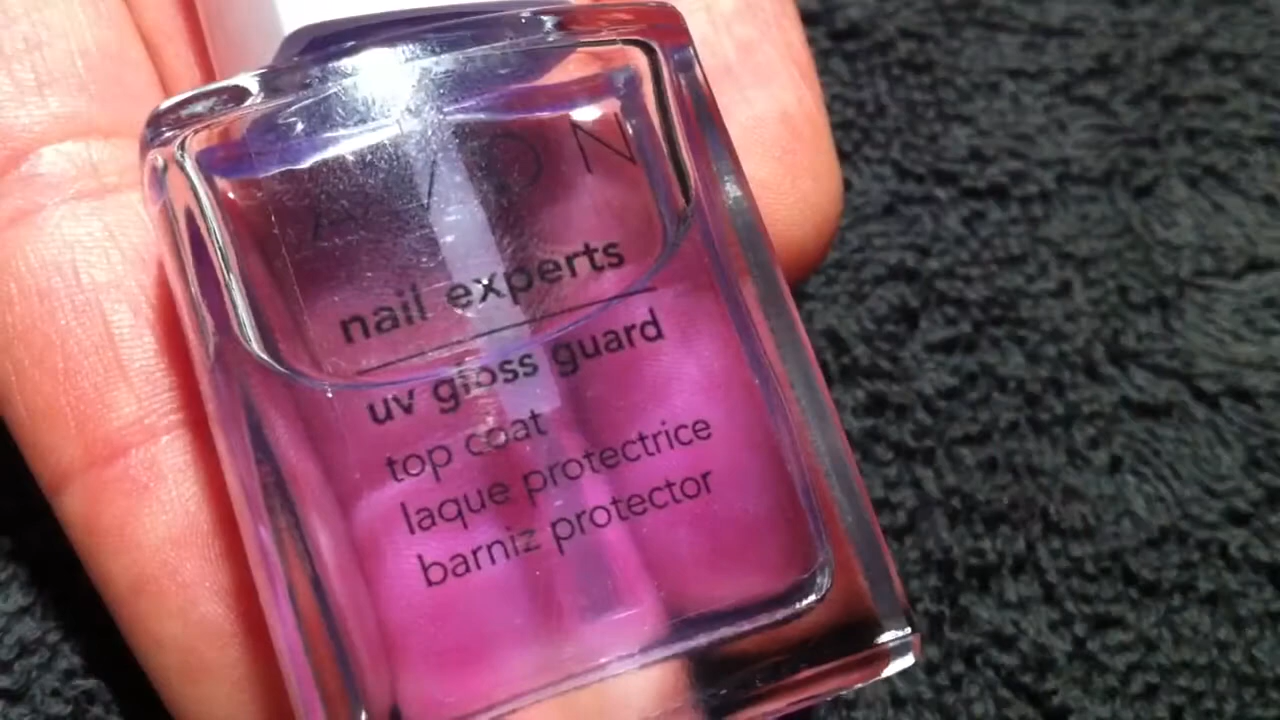 AVON
nail experts
uv gloss guard
top coat
laque protectrice
barniz protector